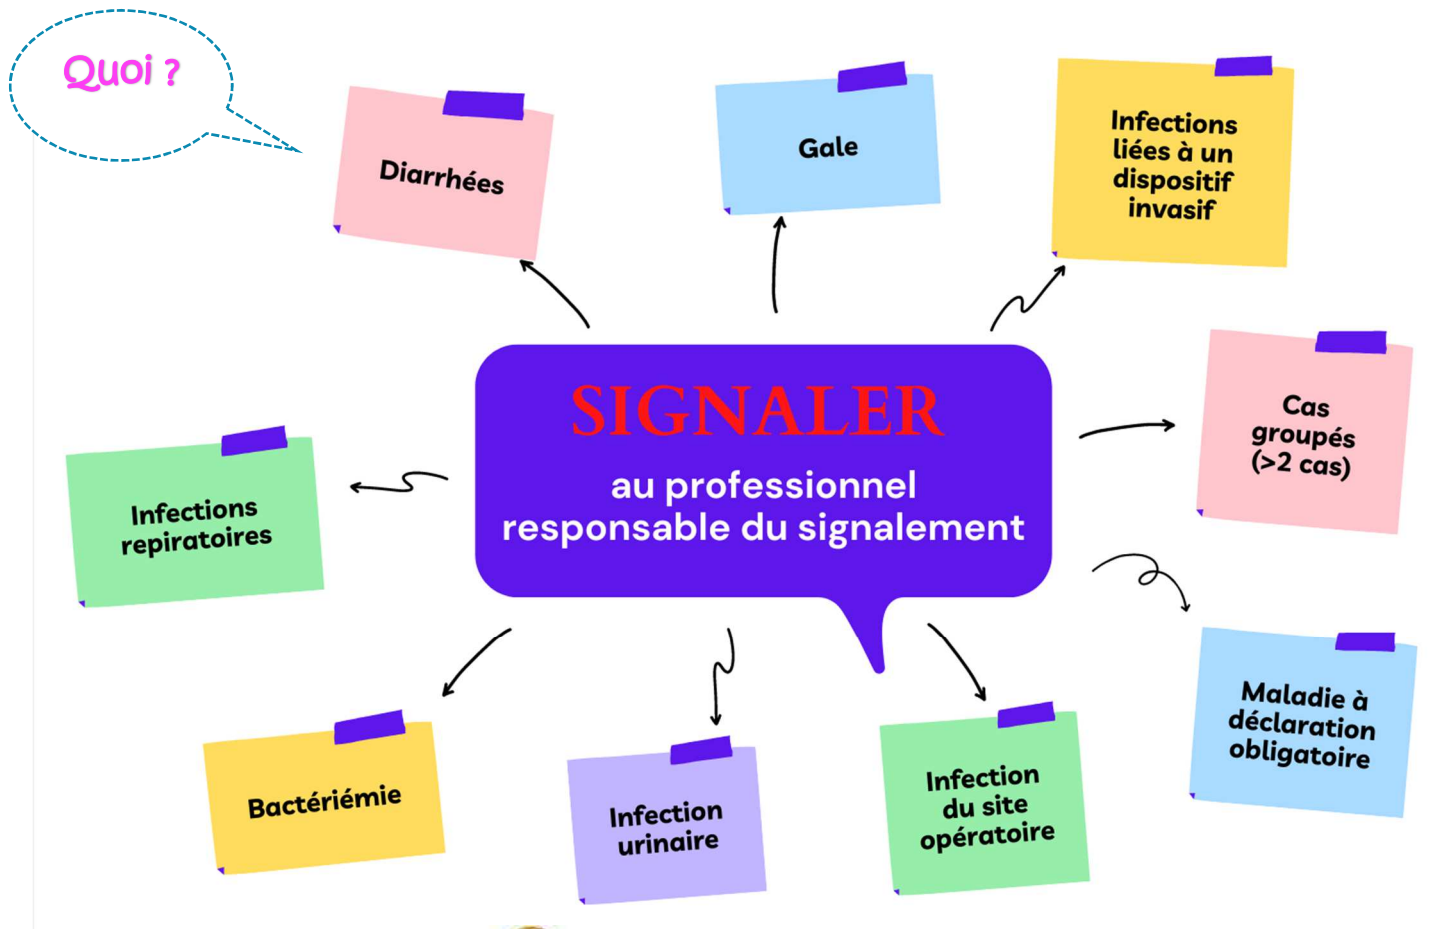 Quoi ?
Diarrhées
Gale
Infections
liées à un
dispositif
invasif
SIGNALER
au professionnel
responsable du signalement
Cas
groupés
(>2 cas)
Infections
repiratoires
Maladie à
déclaration
obligatoire
Bactériémie
Infection
urinaire
Infection
du site
opératoire